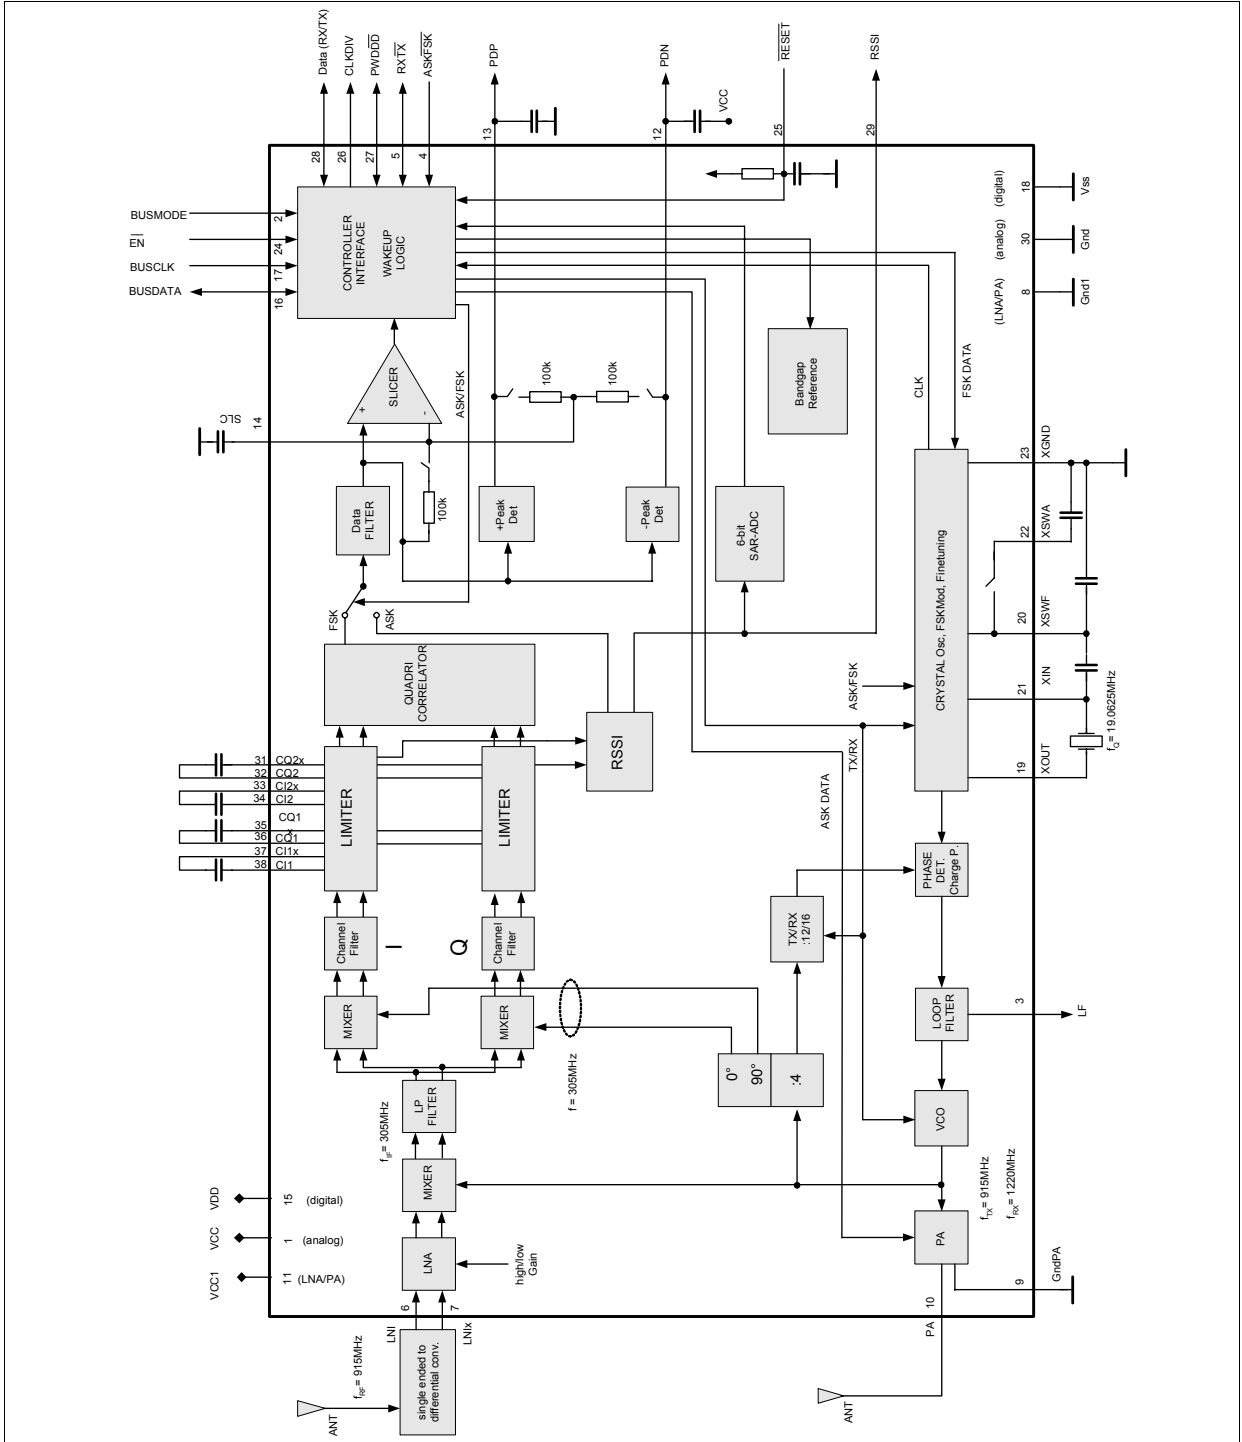 Data (RX/TX)
CLKDIV
PWDDD
RXTX
ASKFSK
PDP
PDN
VCC
RESET
RSSI
28
26
27
5
4
13
12
25
29
BUSMODE
2
EN
24
BUSCLK
17
BUSDATA
16
CONTROLLER
INTERFACE
WAKEUP
LOGIC
(digital)
18
Vss
(analog)
30
Gnd
(LNA/PA)
8
Gnd1
SLC
14
SLICER
+
-
ASK/FSK
100k
100k
Bandgap
Reference
CLK
FSK DATA
Data
FILTER
100k
+Peak
Det
-Peak
Det
6-bit
SAR-ADC
23
XGND
22
XSWA
20
XSWF
21
XIN
19
XOUT
fQ= 19.0625MHz
CRYSTAL Osc, FSKMod, Finetuning
FSK
ASK
QUADRI
CORRELATOR
RSSI
ASK/FSK
TX/RX
ASK DATA
31 CQ2x
32 CQ2
33 CI2x
34 CI2
CQ1
35
x
36 CQ1
37 CI1x
38 CI1
LIMITER
LIMITER
PHASE
DET.
Charge P.
TX/RX
:12/16
Channel
Filter
I
Q
Channel
Filter
MIXER
MIXER
f = 305MHz
0°
90°
:4
LOOP
FILTER
3
LF
LP
FILTER
fIF= 305MHz
VCO
MIXER
fTX= 915MHz
fRX= 1220MHz
VDD
15 (digital)
VCC
1 (analog)
VCC1
11 (LNA/PA)
LNA
high/low
Gain
PA
GndPA
9
LNI
6
7
LNIx
PA
10
fRF= 915MHz
single ended to
differential conv.
ANT
ANT